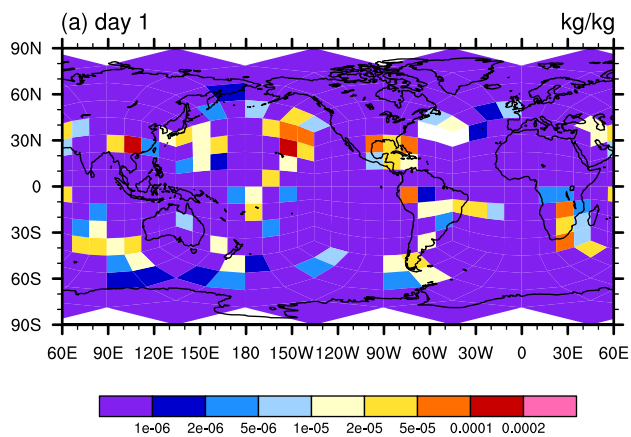 (a) day 1 kg/kg
90N
60N
30N
0
30S
60S
90S
60E 90E 120E 150E 180 150W 120W 90W 60W 30W 0 30E 60E
1e-06 2e-06 5e-06 1e-05 2e-05 5e-05 0.0001 0.0002